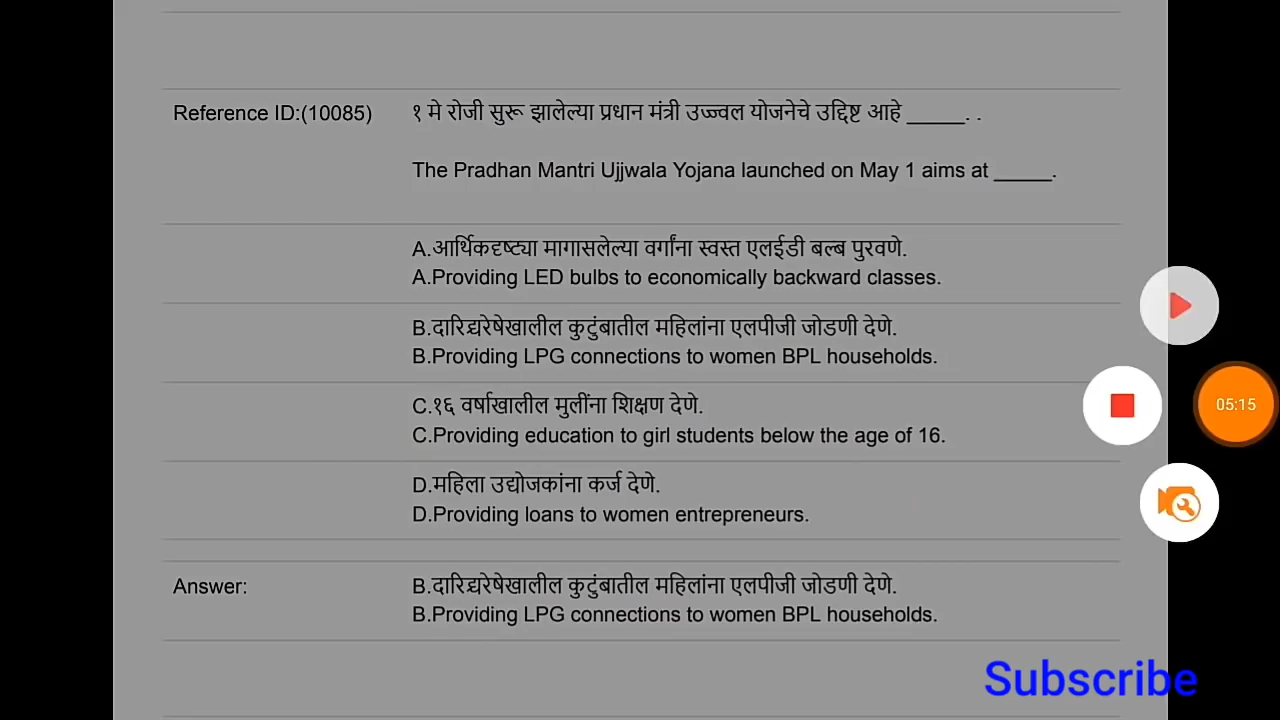 Reference ID:(10085) १ मे रोजी सुरू झालेल्या प्रधान मंत्री उज्ज्वल योजनेचे उद्दिष्ट आहे _____. .
The Pradhan Mantri Ujjwala Yojana launched on May 1 aims at _____.
A.आर्थिकदृष्ट्या मागासलेल्या वर्गांना स्वस्त एलईडी बल्ब पुरवणे.
A.Providing LED bulbs to economically backward classes.
B.दारिद्यरेषेखालील कुटुंबातील महिलांना एलपीजी जोडणी देणे.
B.Providing LPG connections to women BPL households.
C.१६ वर्षाखालील मुलींना शिक्षण देणे.
C.Providing education to girl students below the age of 16.
05:15
D.महिला उद्योजकांना कर्ज देणे.
D.Providing loans to women entrepreneurs.
Answer: B.दारिद्यरेषेखालील कुटुंबातील महिलांना एलपीजी जोडणी देणे.
B.Providing LPG connections to women BPL households.
Subscribe